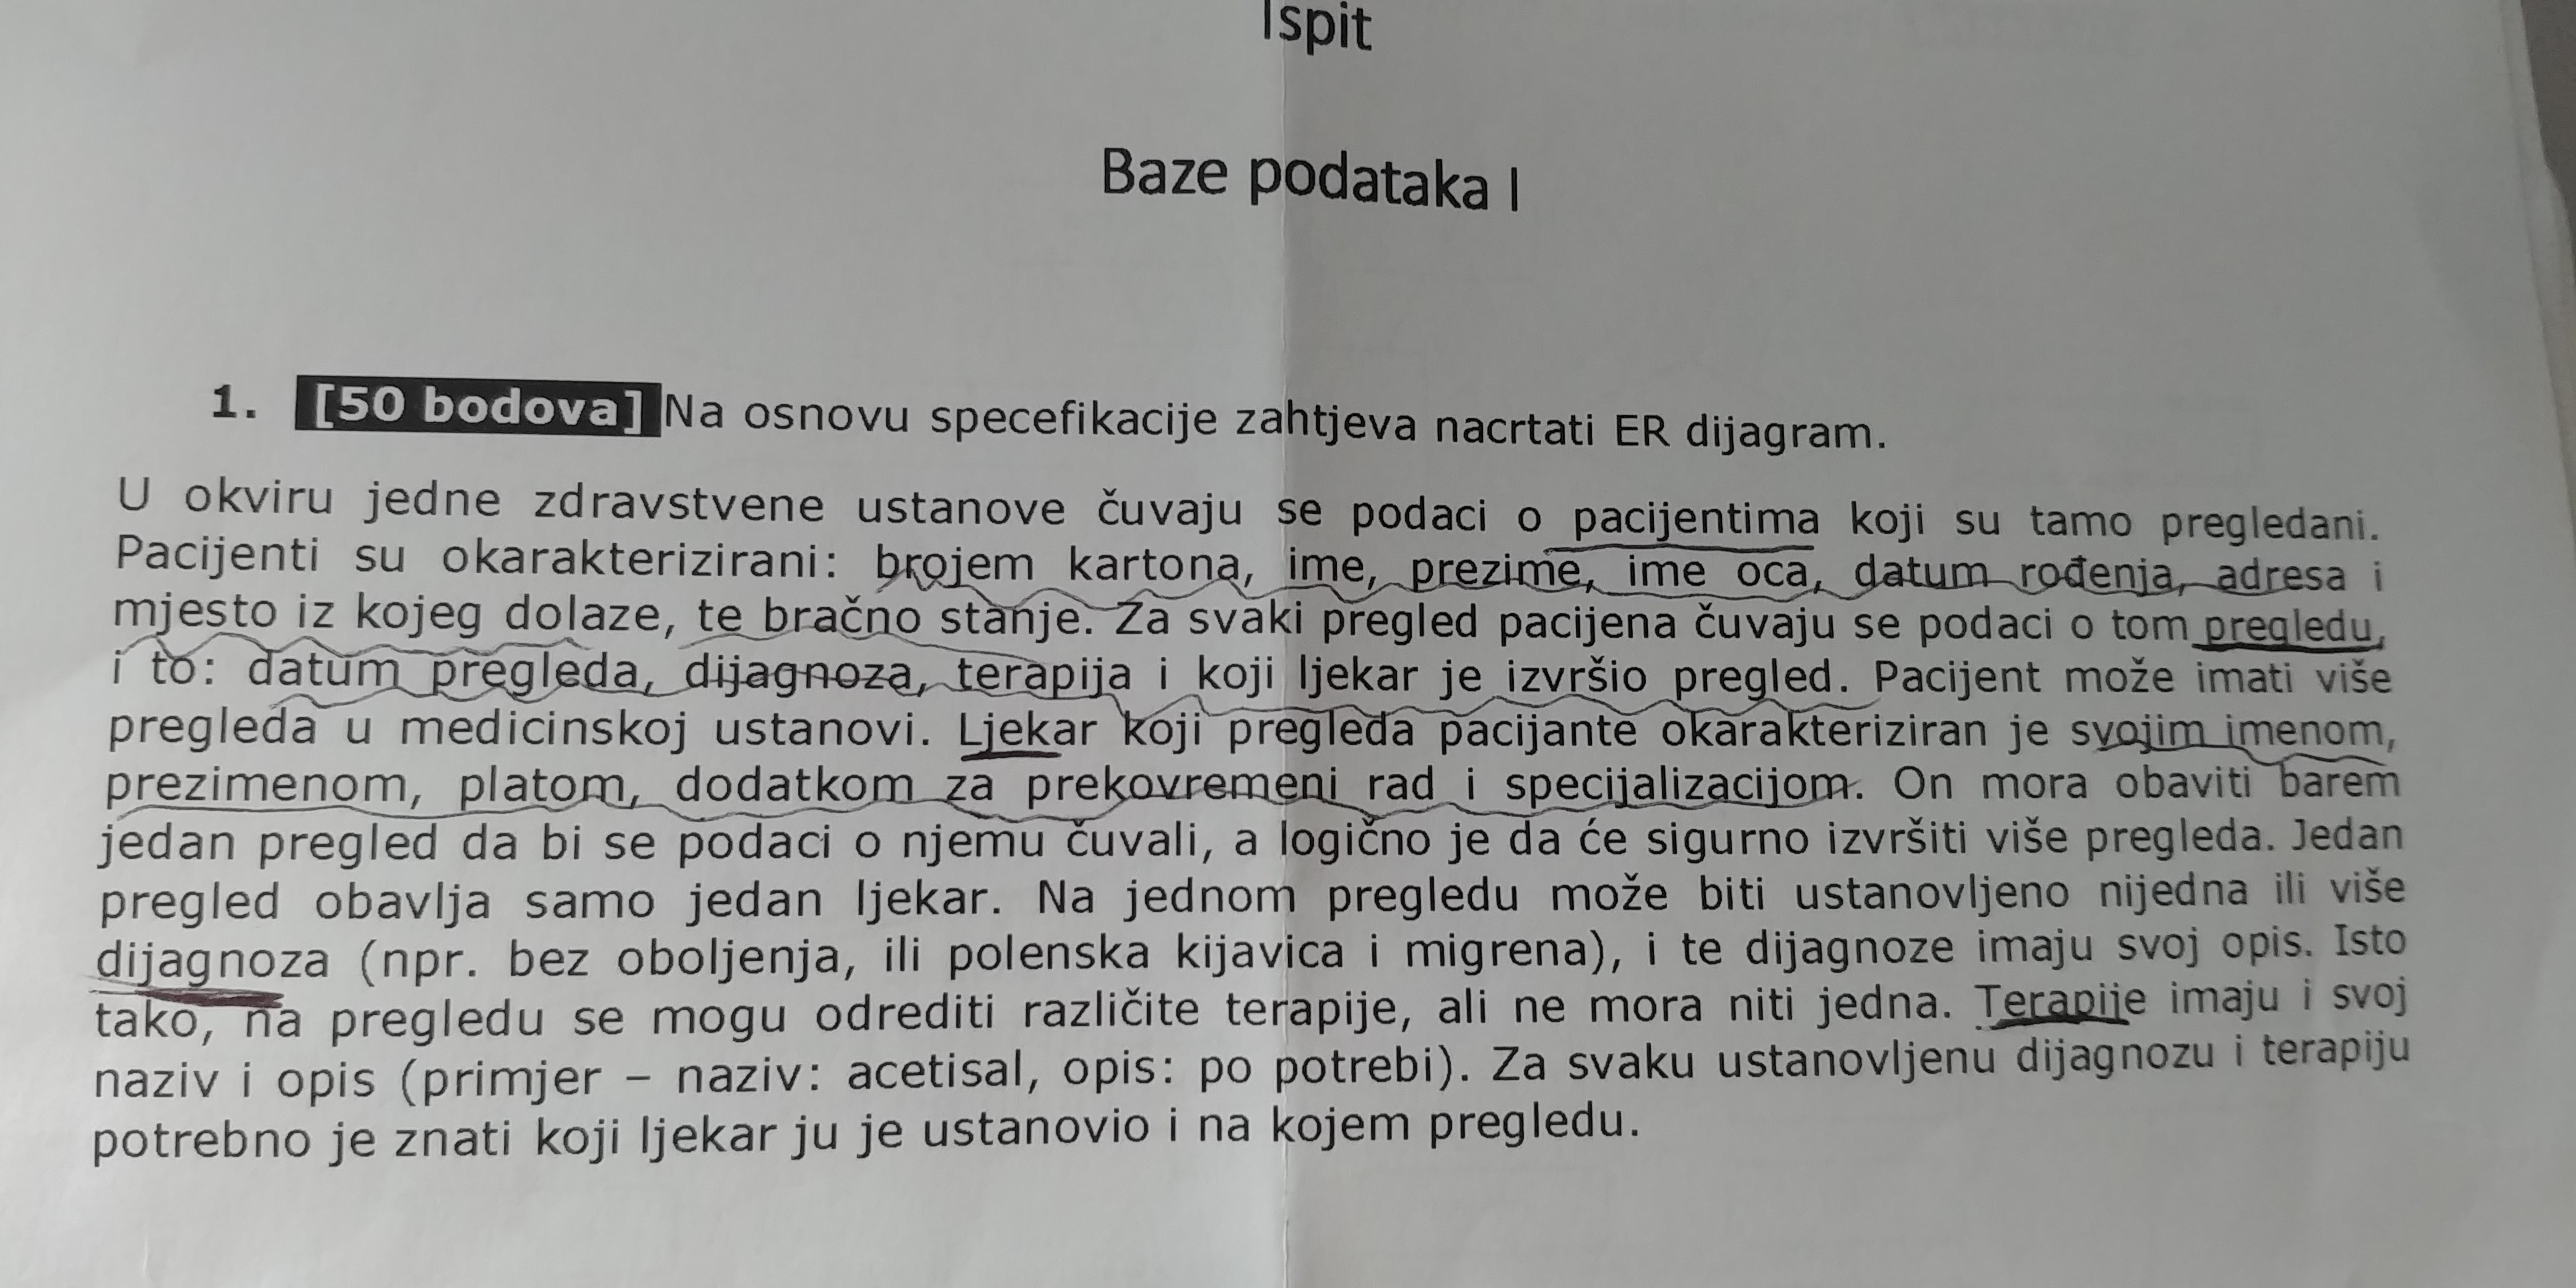 Ispit
Baze podataka I
1. [50 bodova] Na osnovu specefikacije zahtjeva nacrtati ER dijagram.
U okviru jedne zdravstvene ustanove čuvaju se podaci o pacijentima koji su tamo pregledani.
Pacijenti su okarakterizirani: brojem kartona, ime, prezime, ime oca, datum rođenja, adresa i
mjesto iz kojeg dolaze, te bračno stanje. Za svaki pregled pacijena čuvaju se podaci o tom pregledu,
i to: datum pregleda, dijagnoza, terapija i koji ljekar je izvršio pregled. Pacijent može imati više
pregleda u medicinskoj ustanovi. Ljekar koji pregleda pacijante okarakteriziran je svojim imenom,
prezimenom, platom, dodatkom za prekovremeni rad i specijalizacijom. On mora obaviti barem
jedan pregled da bi se podaci o njemu čuvali, a logično je da će sigurno izvršiti više pregleda. Jedan
pregled obavlja samo jedan ljekar. Na jednom pregledu može biti ustanovljeno nijedna ili više
dijagnoza (npr. bez oboljenja, ili polenska kijavica i migrena), i te dijagnoze imaju svoj opis. Isto
tako, na pregledu se mogu odrediti različite terapije, ali ne mora niti jedna. Terapije imaju i svoj
naziv i opis (primjer – naziv: acetisal, opis: po potrebi). Za svaku ustanovljenu dijagnozu i terapiju
potrebno je znati koji ljekar ju je ustanovio i na kojem pregledu.